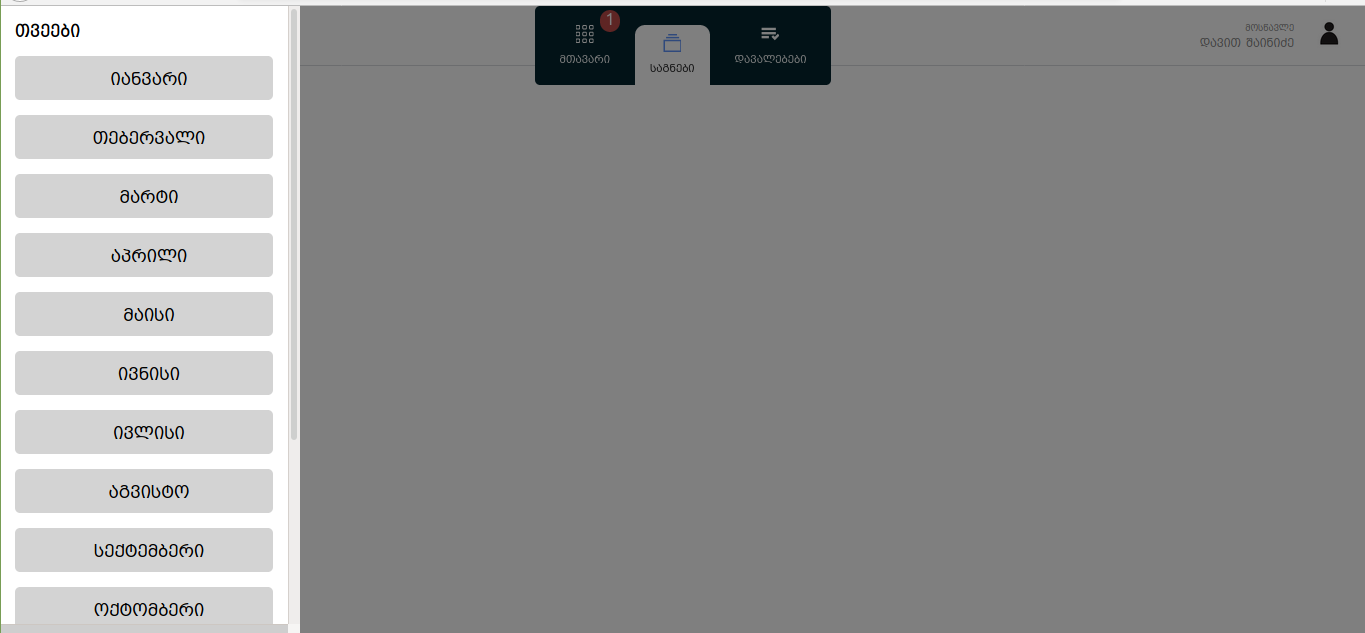 თვეები
იანვარი
თებერვალი
მარტი
აპრილი
მაისი
ივნისი
ივლისი
აგვისტო
სექტემბერი
ოქტომბერი
1
მთავარი
საგნები
დავალებები
მოსწავლე
დავით შაინიძე